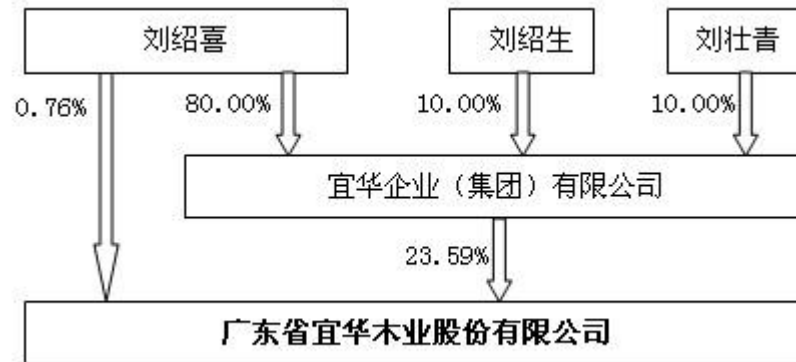 刘绍喜
刘绍生
刘壮青
0.76%
80.00%
10.00%
10.00%
宜华企业（集团）有限公司
23.59%
广东省宜华木业股份有限公司